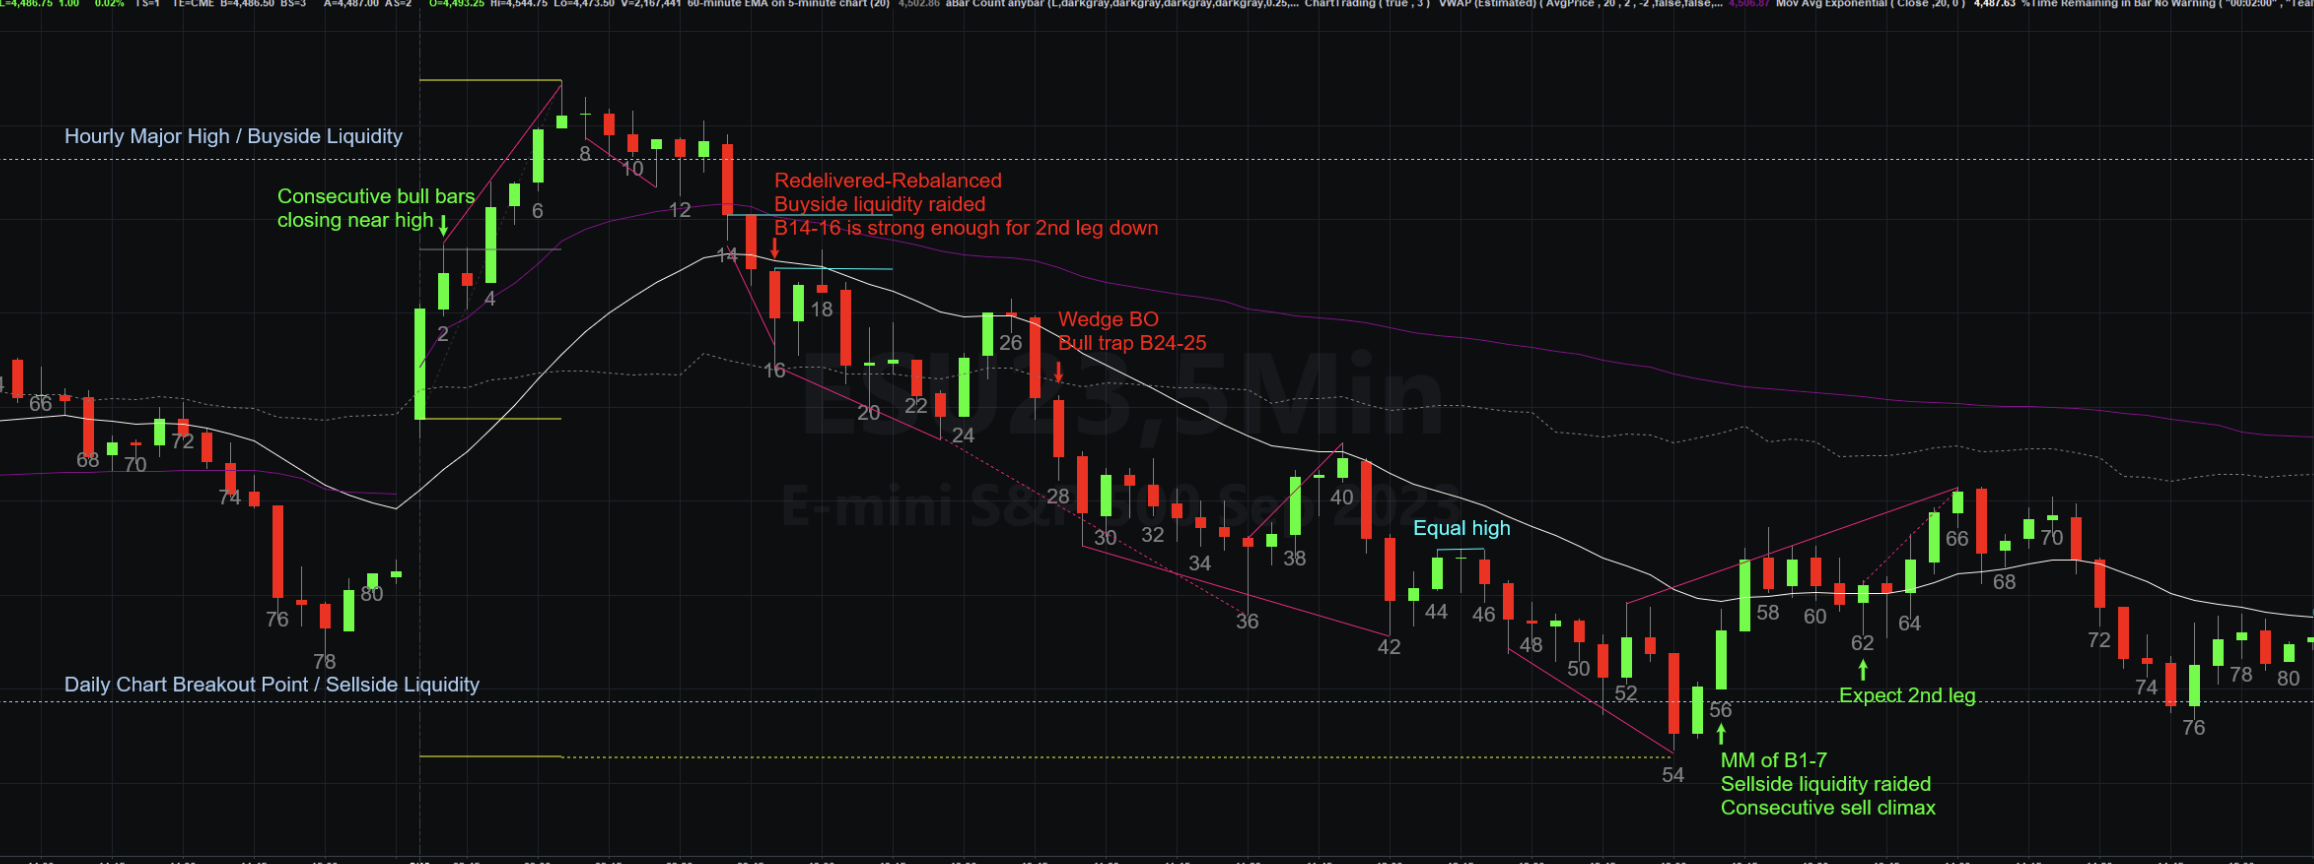 L=4,486.75 1.00 0.02% TS=1 TE=CME B=4,486.50 BS=3 A=4,487.00 AS=2 O=4,493.25 Hi=4,544.75 Lo=4,473.50 V=2,167,441 60-minute EMA on 5-minute chart (20) 4,502.86 aBar Count anybar (L,darkgray,darkgray,darkgray,darkgray,0.25,... ChartTrading ( true , 3 ) VWAP (Estimated) ( AvgPrice , 20 , 2 , -2 ,false,false,... 4,506.87 Mov Avg Exponential ( Close ,20, 0 ) 4,487.63 %Time Remaining in Bar No Warning ( "00:02:00" , "Teal
Hourly Major High / Buyside Liquidity
8
10
Redelivered-Rebalanced
Consecutive bull bars
Buyside liquidity raided
closing near high
6
12
B14-16 is strong enough for 2nd leg down
14
4
18
Wedge BO
2
26
Bull trap B24-25
16
ESU23,5Min
66
20
22
24
72
68
70
74
28
40
E-mini S&P 500 Sep 2023
Equal high
30
32
66
70
38
34
68
80
76
36
44
46
58
60
64
42
48
62
72
78
50
Daily Chart Breakout Point / Sellside Liquidity
52
Expect 2nd leg
74
78
80
56
76
MM of B1-7
54
Sellside liquidity raided
Consecutive sell climax